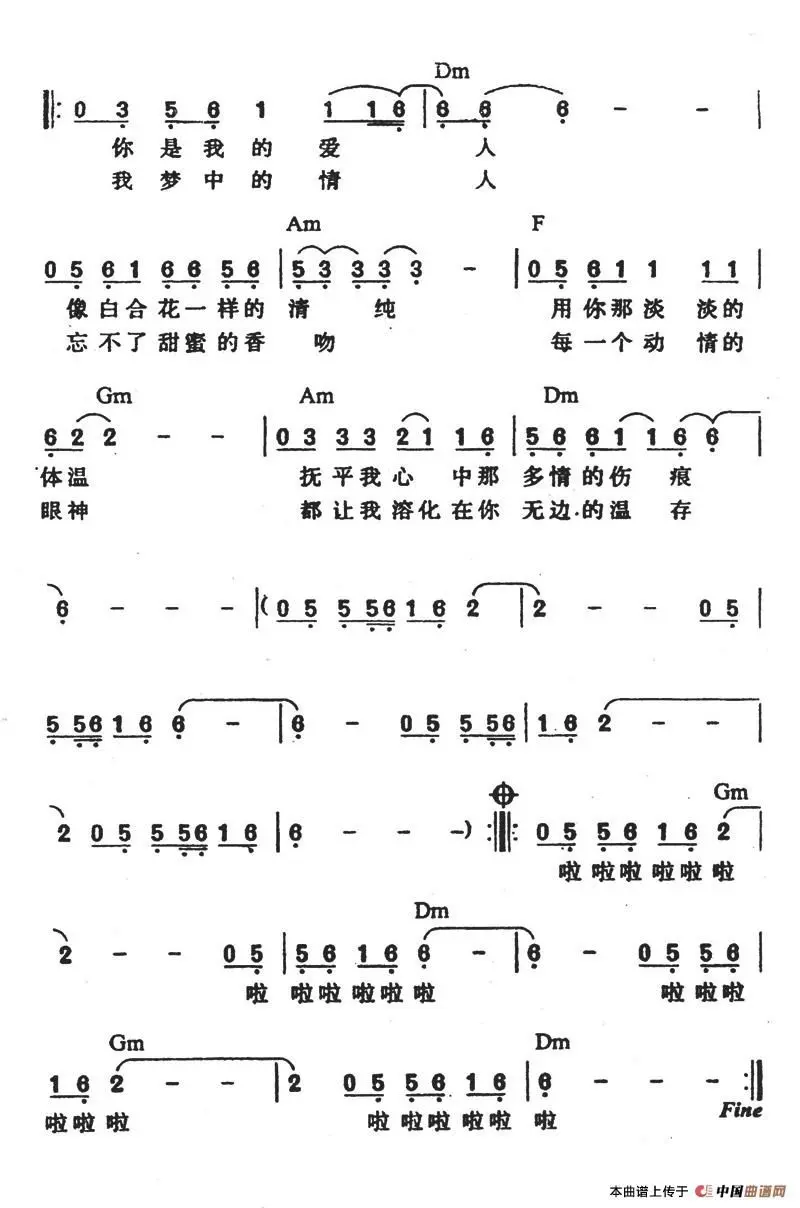 Dm
0 3 5 6 1 1 1 6 | 6 6 6 - - |
你 是 我 的 爱 人
我 梦 中 的 情 人
Am F
0 5 6 1 6 6 5 6 | 5 3 3 3 3 - | 0 5 6 1 1 1 1 |
像 白 合 花 一 样 的 清 纯 用 你 那 淡 淡 的
忘 不 了 甜 蜜 的 香 吻 每 一 个 动 情 的
Gm Am Dm
6 2 2 - - | 0 3 3 3 2 1 1 6 | 5 6 6 1 1 6 6 |
体 温 抚 平 我 心 中 那 多 情 的 伤 痕
眼 神 都 让 我 溶 化 在 你 无 边 的 温 存
6 - - - | ( 0 5 5 5 6 1 6 2 | 2 - - 0 5 |
5 5 6 1 6 6 - | 6 - 0 5 5 5 6 | 1 6 2 - - |
Gm
2 0 5 5 5 6 1 6 | 6 - - - ) :||: 0 5 5 6 1 6 2 |
啦 啦 啦 啦 啦 啦
Dm
2 - - 0 5 | 5 6 1 6 6 - | 6 - 0 5 5 6 |
啦 啦 啦 啦 啦 啦 啦 啦 啦
Gm Dm
1 6 2 - - | 2 0 5 5 6 1 6 | 6 - - - :||
啦 啦 啦 啦 啦 啦 啦 啦 啦
Fine
本曲谱上传于 中国曲谱网